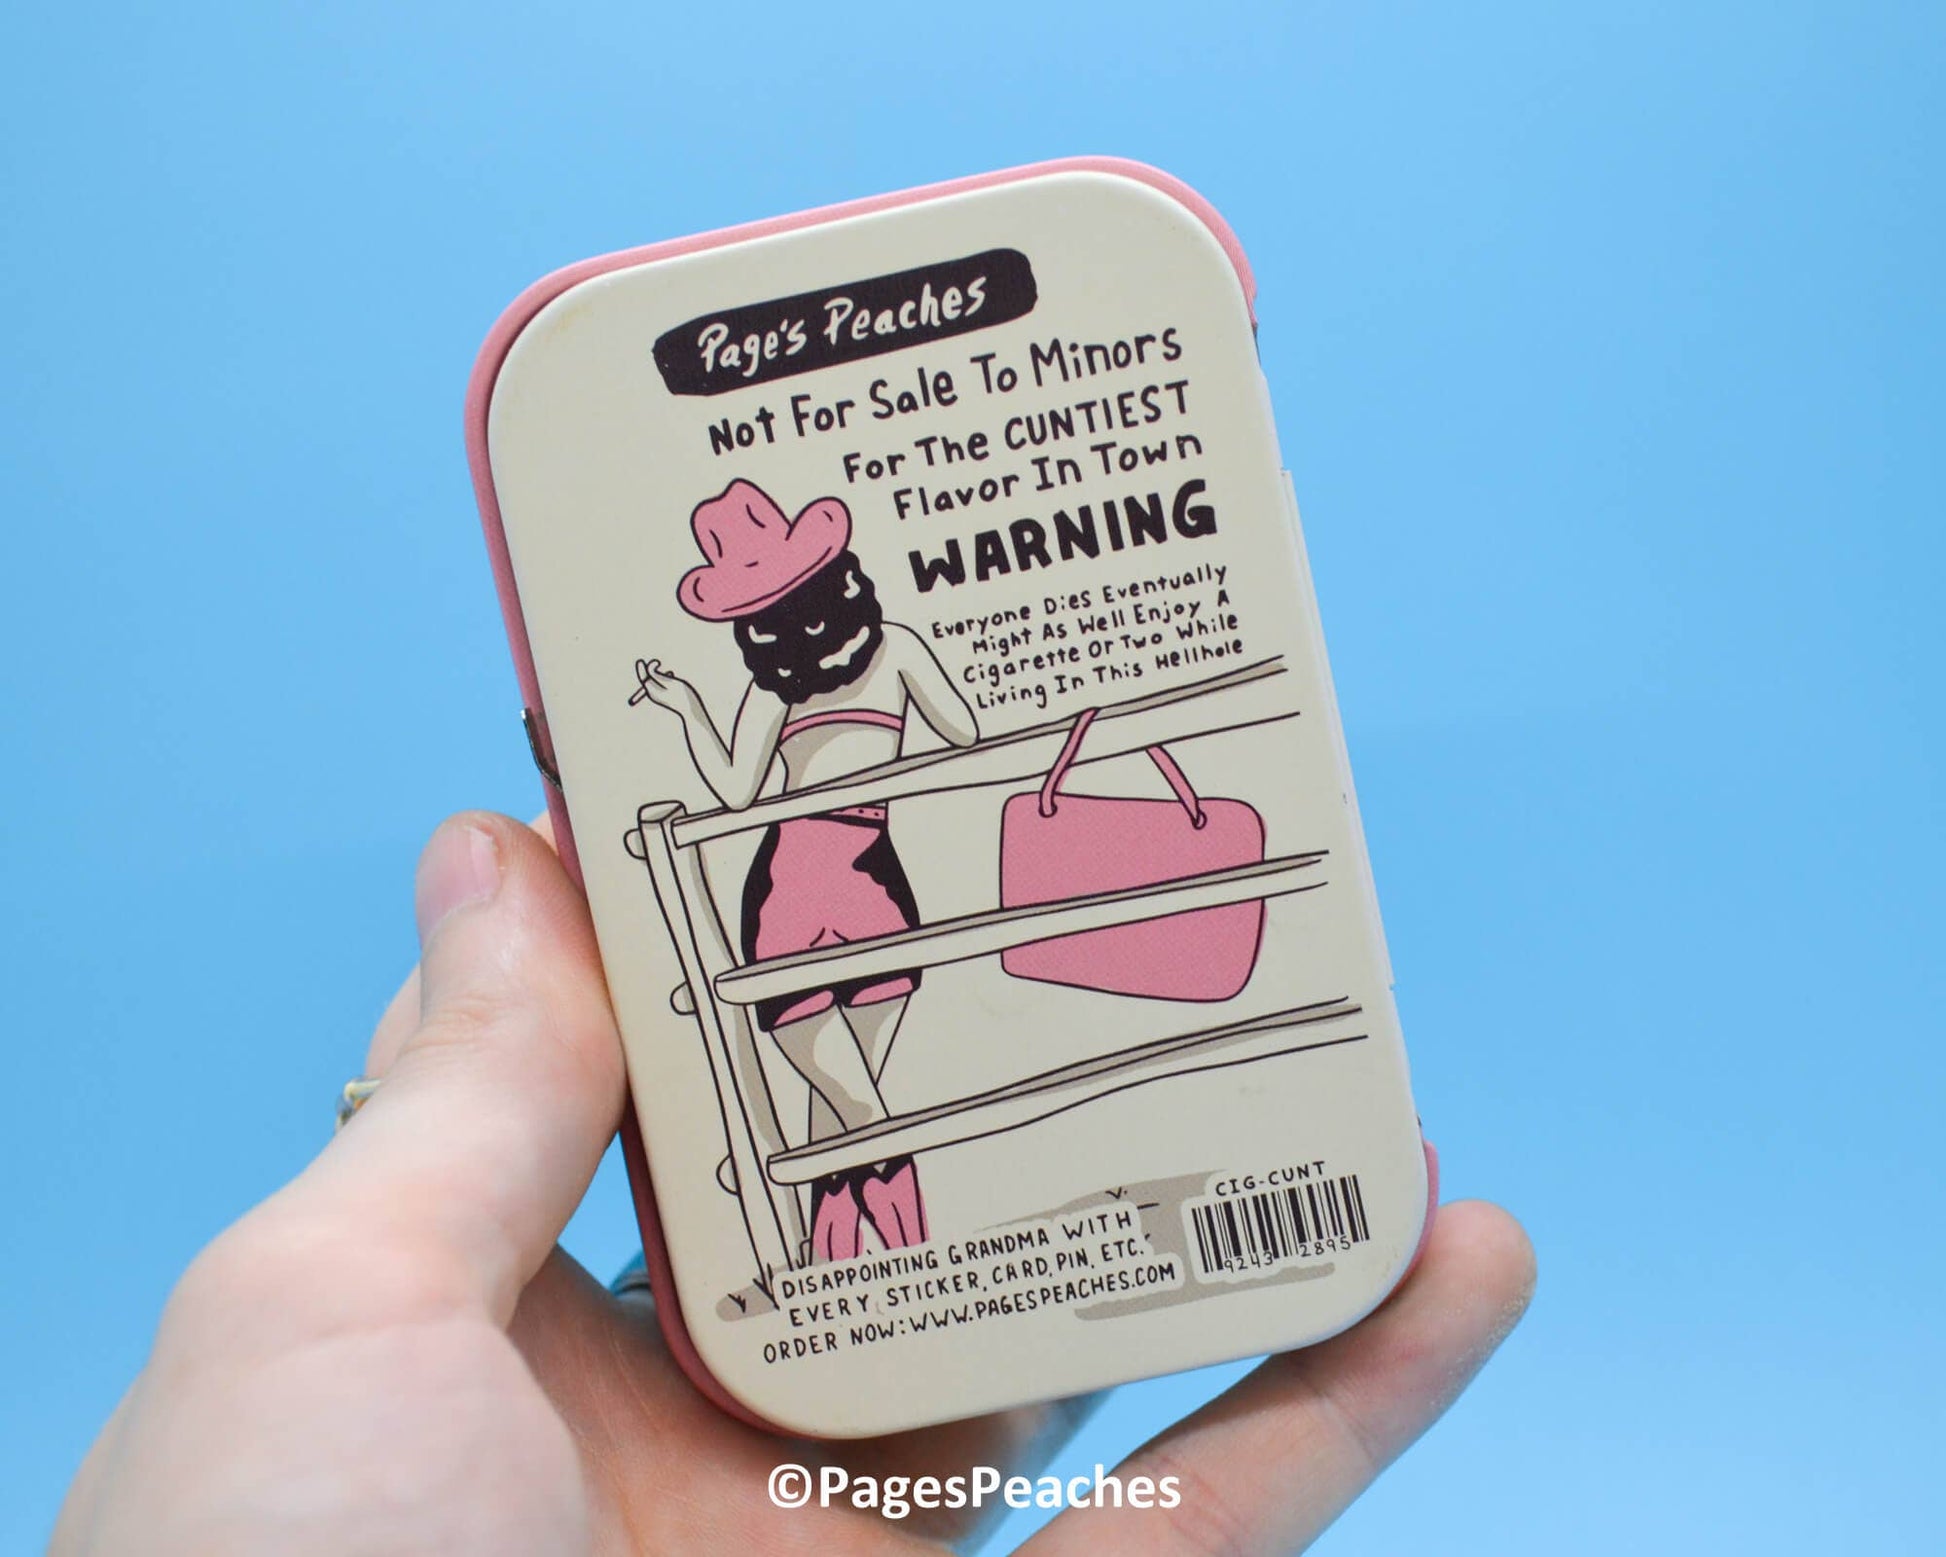 Page's Peaches
Not For Sale To Minors
For The CUNTIEST
Flavor In Town
WARNING
Everyone Dies Eventually
Might As Well Enjoy A
Cigarette Or Two While
Living In This Hellhole
CIG-CUNT
9243 2895
DISAPPOINTING GRANDMA WITH
EVERY STICKER, CARD, PIN, ETC.
ORDER NOW: WWW.PAGESPEACHES.COM
©PagesPeaches